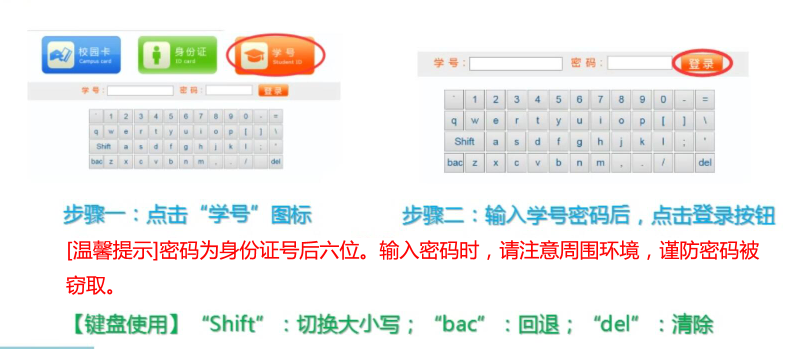 校园卡
Campus card
身份证
ID card
学号
Student ID
学号: 密码: 登录
` 1 2 3 4 5 6 7 8 9 0 - =
q w e r t y u i o p [ ] \
Shift a s d f g h j k l ; '
bac z x c v b n m , . / del
学号: 密码: 登录
` 1 2 3 4 5 6 7 8 9 0 - =
q w e r t y u i o p [ ] \
Shift a s d f g h j k l ; '
bac z x c v b n m , . / del
步骤一：点击“学号”图标
步骤二：输入学号密码后，点击登录按钮
[温馨提示]密码为身份证号后六位。输入密码时，请注意周围环境，谨防密码被
窃取。
【键盘使用】“Shift”：切换大小写；“bac”：回退；“del”：清除